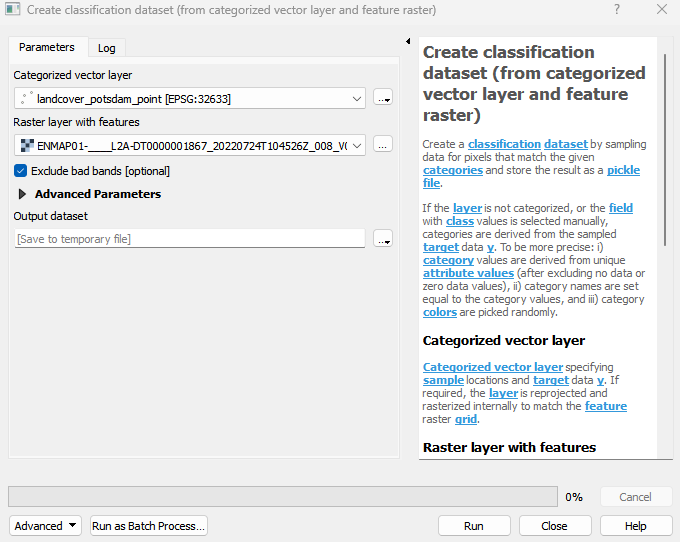 Create classification dataset (from categorized vector layer and feature raster)
Parameters
Log
Categorized vector layer
landcover_potsdam_point [EPSG:32633]
Raster layer with features
ENMAP01-____L2A-DT0000001867_20220724T104526Z_008_V0
Exclude bad bands [optional]
Advanced Parameters
Output dataset
[Save to temporary file]
Create classification
dataset (from categorized
vector layer and feature
raster)
Create a classification dataset by sampling
data for pixels that match the given
categories and store the result as a pickle
file.
If the layer is not categorized, or the field
with class values is selected manually,
categories are derived from the sampled
target data y. To be more precise: i)
category values are derived from unique
attribute values (after excluding no data or
zero data values), ii) category names are set
equal to the category values, and iii) category
colors are picked randomly.
Categorized vector layer
Categorized vector layer specifying
sample locations and target data y. If
required, the layer is reprojected and
rasterized internally to match the feature
raster grid.
Raster layer with features
0%
Cancel
Advanced
Run as Batch Process...
Run
Close
Help